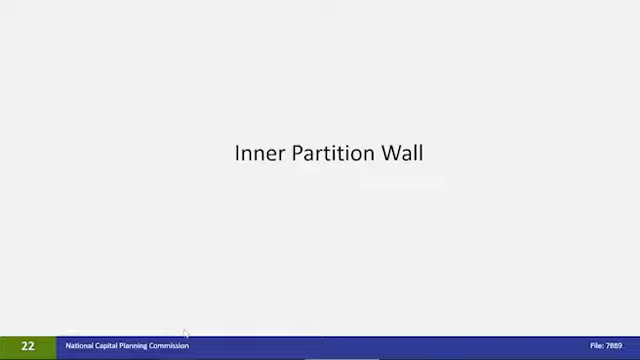 Inner Partition Wall
22
National Capital Planning Commission
File: 7889